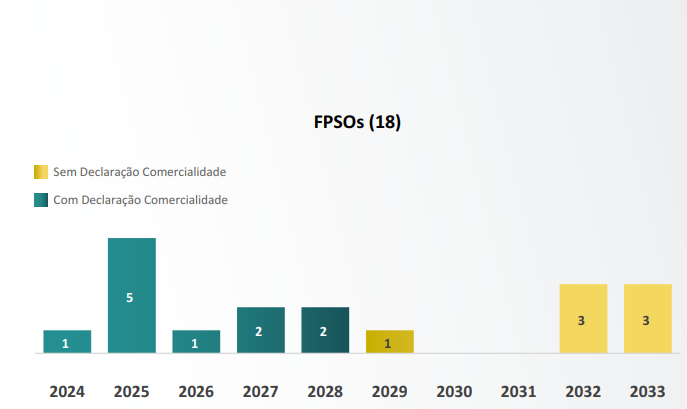 FPSOs (18)
Sem Declaração Comercialidade
Com Declaração Comercialidade
1 5 1 2 2 1 3 3
2024 2025 2026 2027 2028 2029 2030 2031 2032 2033